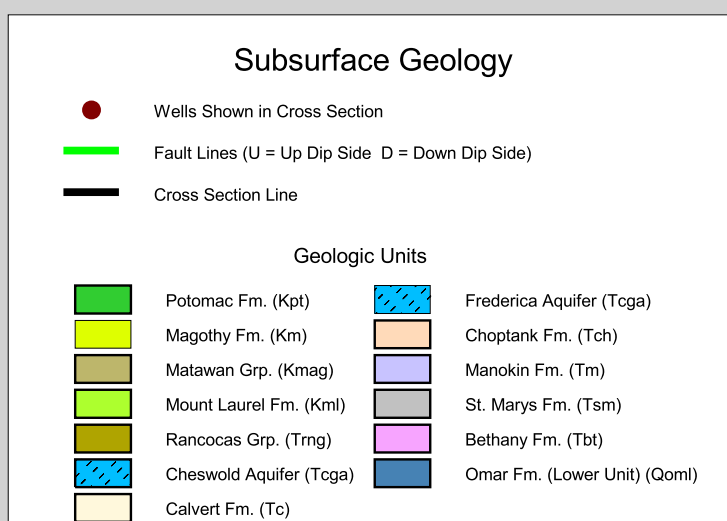 Subsurface Geology
Wells Shown in Cross Section
Fault Lines (U = Up Dip Side  D = Down Dip Side)
Cross Section Line
Geologic Units
Potomac Fm. (Kpt)
Magothy Fm. (Km)
Matawan Grp. (Kmag)
Mount Laurel Fm. (Kml)
Rancocas Grp. (Trng)
Cheswold Aquifer (Tcga)
Calvert Fm. (Tc)
Frederica Aquifer (Tcga)
Choptank Fm. (Tch)
Manokin Fm. (Tm)
St. Marys Fm. (Tsm)
Bethany Fm. (Tbt)
Omar Fm. (Lower Unit) (Qoml)